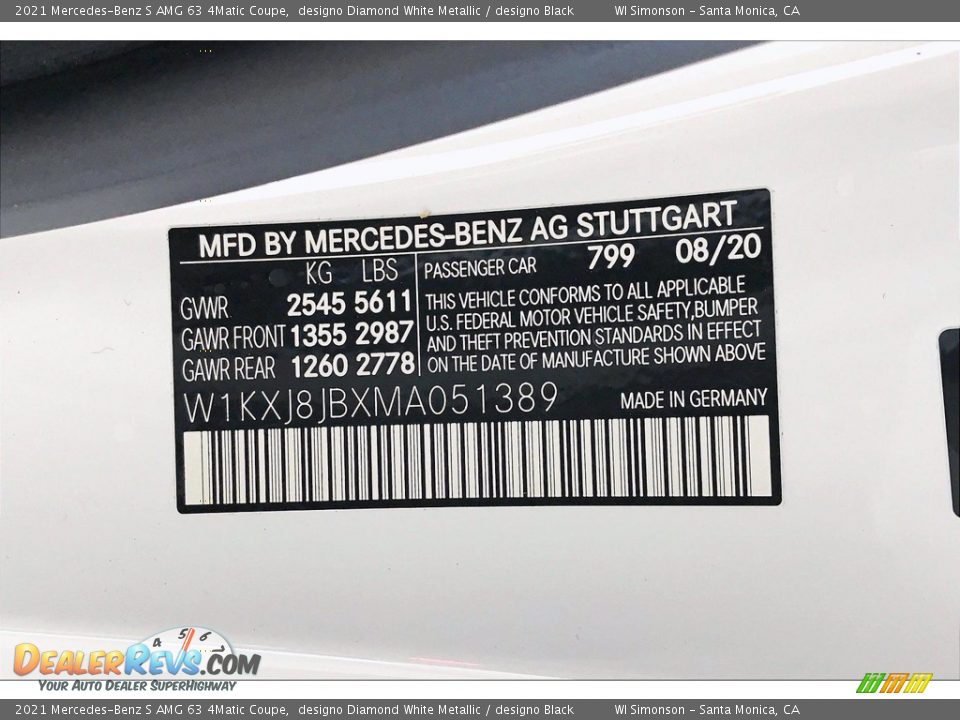 2021 Mercedes-Benz S AMG 63 4Matic Coupe, designo Diamond White Metallic / designo Black WI Simonson - Santa Monica, CA
MFD BY MERCEDES-BENZ AG STUTTGART
KG LBS PASSENGER CAR 799 08/20
GVWR 2545 5611
GAWR FRONT 1355 2987
GAWR REAR 1260 2778
THIS VEHICLE CONFORMS TO ALL APPLICABLE
U.S. FEDERAL MOTOR VEHICLE SAFETY,BUMPER
AND THEFT PREVENTION STANDARDS IN EFFECT
ON THE DATE OF MANUFACTURE SHOWN ABOVE
W1KXJ8JBXMA051389 MADE IN GERMANY
4 5 6
DealerRevs.com
Your Auto Dealer SuperHighway
2021 Mercedes-Benz S AMG 63 4Matic Coupe, designo Diamond White Metallic / designo Black WI Simonson - Santa Monica, CA